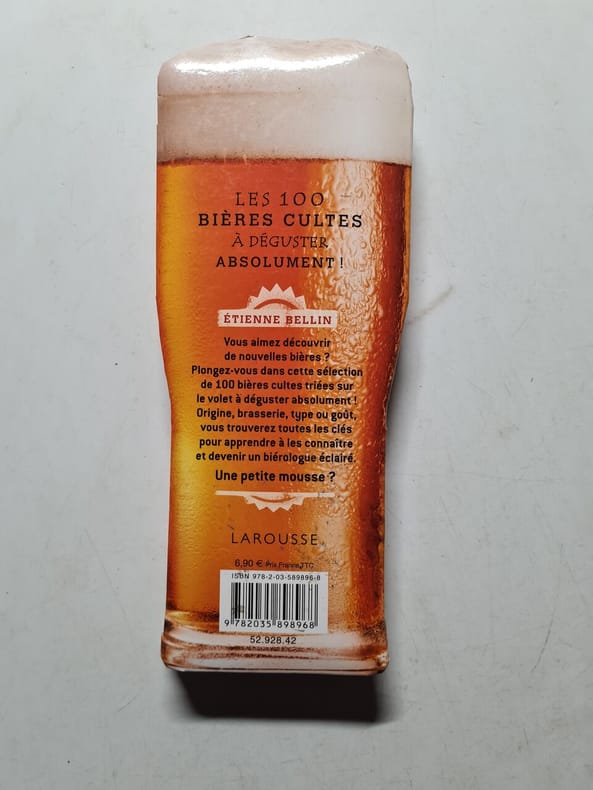 LES 100
BIÈRES CULTES
À DÉGUSTER
ABSOLUMENT !
ÉTIENNE BELLIN
Vous aimez découvrir
de nouvelles bières ?
Plongez-vous dans cette sélection
de 100 bières cultes triées sur
le volet à déguster absolument !
Origine, brasserie, type ou goût,
vous trouverez toutes les clés
pour apprendre à les connaître
et devenir un biérologue éclairé.
Une petite mousse ?
LAROUSSE
6,90 € Prix France TTC
ISBN 978-2-03-589896-8
9 782035 898968
52.928.42